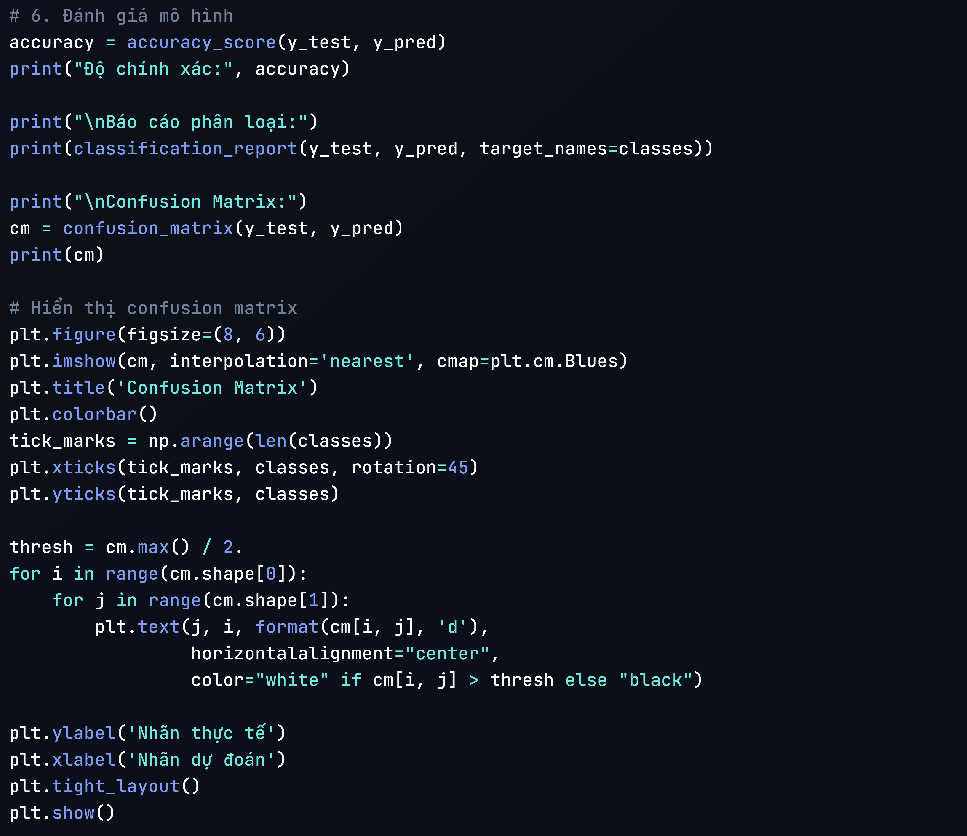 # 6. Đánh giá mô hình
accuracy = accuracy_score(y_test, y_pred)
print("Độ chính xác:", accuracy)

print("\nBáo cáo phân loại:")
print(classification_report(y_test, y_pred, target_names=classes))

print("\nConfusion Matrix:")
cm = confusion_matrix(y_test, y_pred)
print(cm)

# Hiển thị confusion matrix
plt.figure(figsize=(8, 6))
plt.imshow(cm, interpolation='nearest', cmap=plt.cm.Blues)
plt.title('Confusion Matrix')
plt.colorbar()
tick_marks = np.arange(len(classes))
plt.xticks(tick_marks, classes, rotation=45)
plt.yticks(tick_marks, classes)

thresh = cm.max() / 2.
for i in range(cm.shape[0]):
    for j in range(cm.shape[1]):
        plt.text(j, i, format(cm[i, j], 'd'),
                 horizontalalignment="center",
                 color="white" if cm[i, j] > thresh else "black")

plt.ylabel('Nhãn thực tế')
plt.xlabel('Nhãn dự đoán')
plt.tight_layout()
plt.show()